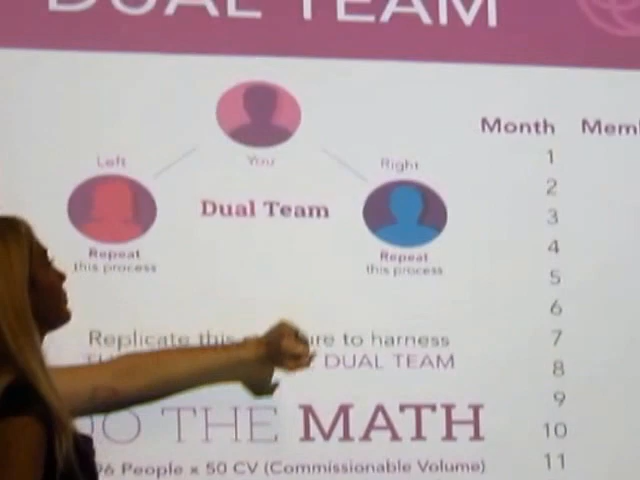 DUAL TEAM
Month
1
2
3
4
5
6
7
8
9
10
11
Left
You
Right
Dual Team
Repeat
this process
Repeat
this process
Replicate this to harness
DUAL TEAM
THE MATH
People x 50 CV (Commissionable Volume)